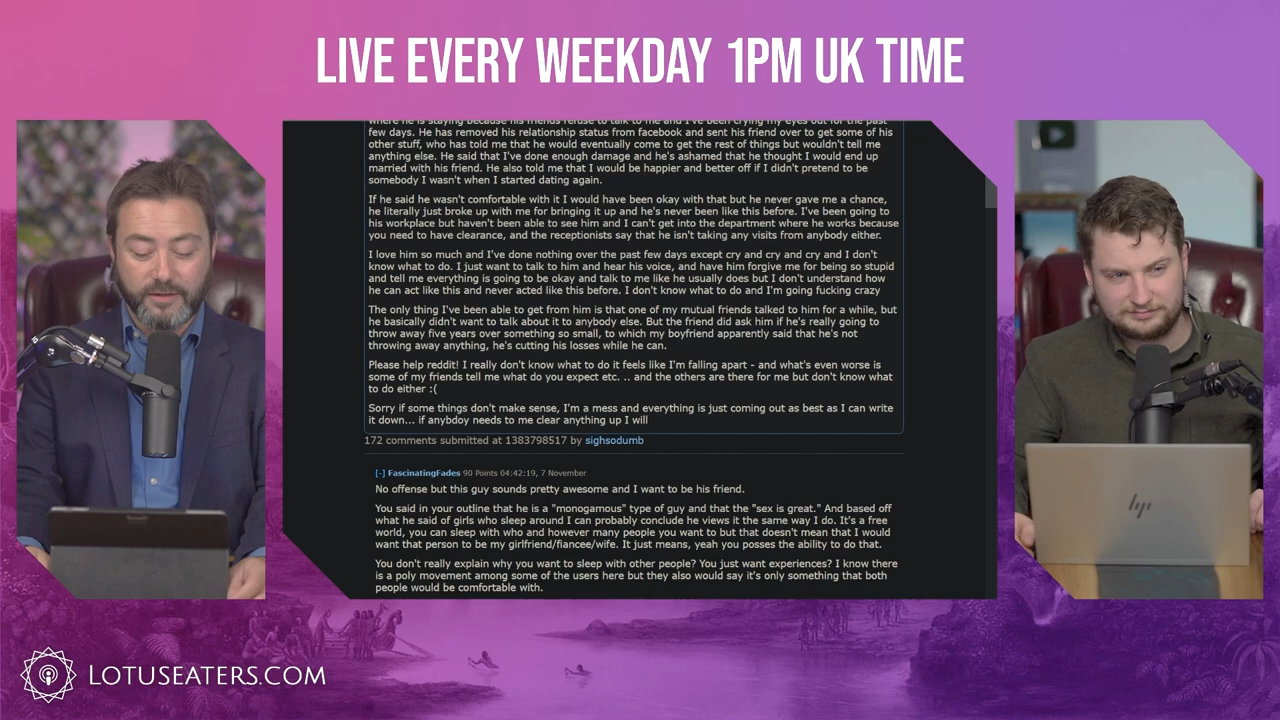 LIVE EVERY WEEKDAY 1PM UK TIME
where he is staying because his friends refuse to talk to me and I've been crying my eyes out for the past
few days. He has removed his relationship status from facebook and sent his friend over to get some of his
other stuff, who has told me that he would eventually come to get the rest of things but wouldn't tell me
anything else. He said that I've done enough damage and he's ashamed that he thought I would end up
married with his friend. He also told me that I would be happier and better off if I didn't pretend to be
somebody I wasn't when I started dating again.
If he said he wasn't comfortable with it I would have been okay with that but he never gave me a chance,
he literally just broke up with me for bringing it up and he's never been like this before. I've been going to
his workplace but haven't been able to see him and I can't get into the department where he works because
you need to have clearance, and the receptionists say that he isn't taking any visits from anybody either.
I love him so much and I've done nothing over the past few days except cry and cry and cry and I don't
know what to do. I just want to talk to him and hear his voice, and have him forgive me for being so stupid
and tell me everything is going to be okay and talk to me like he usually does but I don't understand how
he can act like this and never acted like this before. I don't know what to do and I'm going fucking crazy
The only thing I've been able to get from him is that one of my mutual friends talked to him for a while, but
he basically didn't want to talk about it to anybody else. But the friend did ask him if he's really going to
throw away five years over something so small, to which my boyfriend apparently said that he's not
throwing away anything, he's cutting his losses while he can.
Please help reddit! I really don't know what to do it feels like I'm falling apart - and what's even worse is
some of my friends tell me what do you expect etc. .. and the others are there for me but don't know what
to do either :(
Sorry if some things don't make sense, I'm a mess and everything is just coming out as best as I can write
it down... if anybdoy needs to me clear anything up I will
172 comments submitted at 1383798517 by sighsodumb
[-] FascinatingFades 90 Points 04:42:19, 7 November
No offense but this guy sounds pretty awesome and I want to be his friend.
You said in your outline that he is a "monogamous" type of guy and that the "sex is great." And based off
what he said of girls who sleep around I can probably conclude he views it the same way I do. It's a free
world, you can sleep with who and however many people you want to but that doesn't mean that I would
want that person to be my girlfriend/fiancee/wife. It just means, yeah you posses the ability to do that.
You don't really explain why you want to sleep with other people? You just want experiences? I know there
is a poly movement among some of the users here but they also would say it's only something that both
people would be comfortable with.
hp
LOTUSEATERS.COM